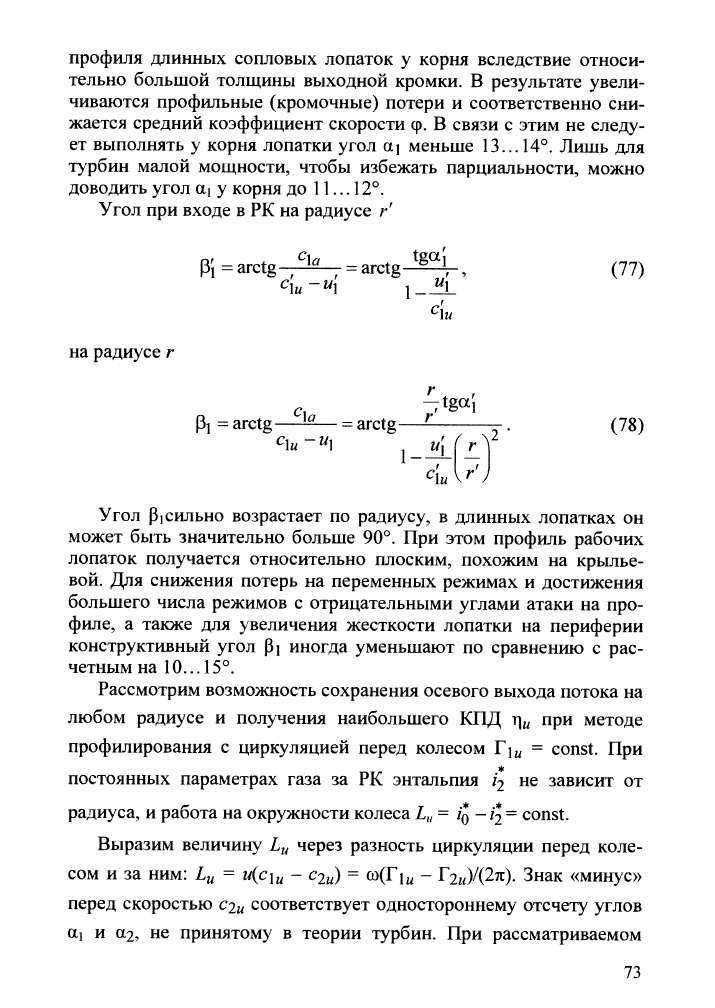 профиля длинных сопловых лопаток у корня вследствие относи-
тельно большой толщины выходной кромки. В результате увели-
чиваются профильные (кромочные) потери и соответственно сни-
жается средний коэффициент скорости φ. В связи с этим не следу-
ет выполнять у корня лопатки угол α₁ меньше 13...14°. Лишь для
турбин малой мощности, чтобы избежать парциальности, можно
доводить угол α₁ у корня до 11...12°.
Угол при входе в РК на радиусе r′
β′₁ = arctg c₁ₐ/(c′₁ᵤ − u′₁) = arctg tgα′₁/(1 − u′₁/c′₁ᵤ), (77)
на радиусе r
β₁ = arctg c₁ₐ/(c₁ᵤ − u₁) = arctg (r/r′ tgα′₁)/(1 − u′₁/c′₁ᵤ (r/r′)²). (78)
Угол β₁сильно возрастает по радиусу, в длинных лопатках он
может быть значительно больше 90°. При этом профиль рабочих
лопаток получается относительно плоским, похожим на крылье-
вой. Для снижения потерь на переменных режимах и достижения
большего числа режимов с отрицательными углами атаки на про-
филе, а также для увеличения жесткости лопатки на периферии
конструктивный угол β₁ иногда уменьшают по сравнению с рас-
четным на 10...15°.
Рассмотрим возможность сохранения осевого выхода потока на
любом радиусе и получения наибольшего КПД ηᵤ при методе
профилирования с циркуляцией перед колесом Γ₁ᵤ = const. При
постоянных параметрах газа за РК энтальпия i₂* не зависит от
радиуса, и работа на окружности колеса Lᵤ = i₀* − i₂* = const.
Выразим величину Lᵤ через разность циркуляции перед коле-
сом и за ним: Lᵤ = u(c₁ᵤ − c₂ᵤ) = ω(Γ₁ᵤ − Γ₂ᵤ)/(2π). Знак «минус»
перед скоростью c₂ᵤ соответствует одностороннему отсчету углов
α₁ и α₂, не принятому в теории турбин. При рассматриваемом
73